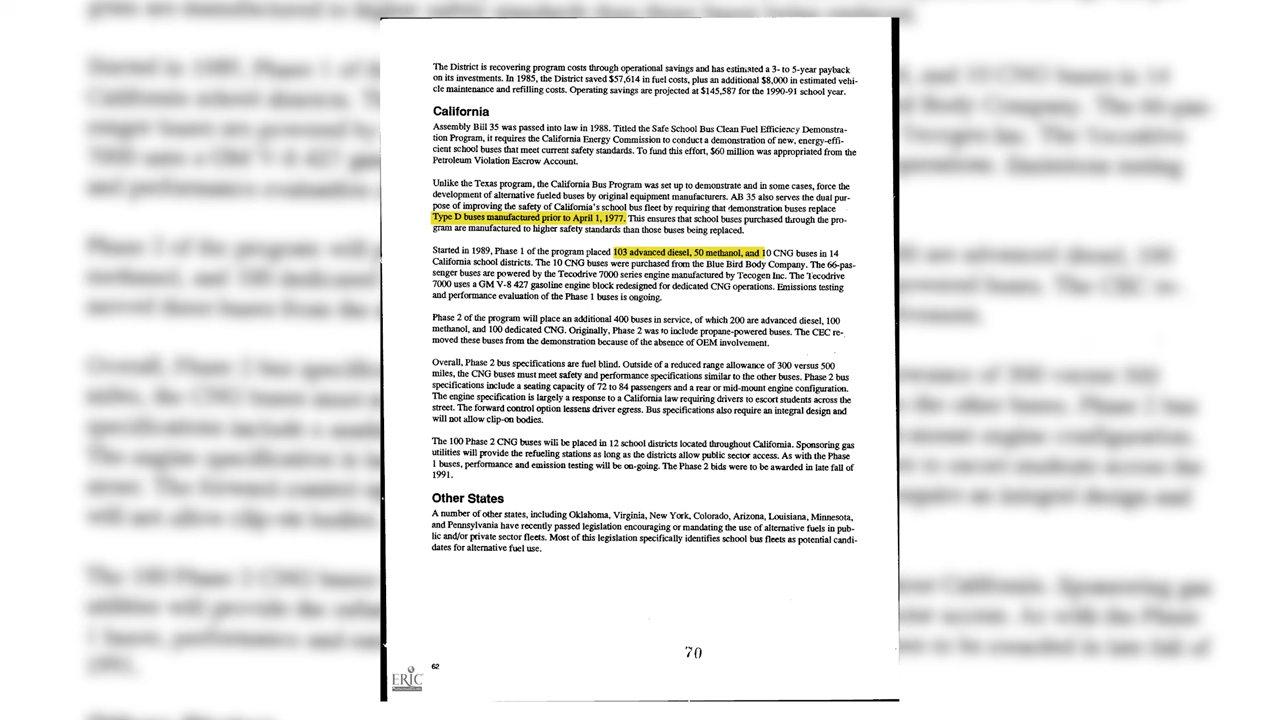 The District is recovering program costs through operational savings and has estimated a 3- to 5-year payback
on its investments. In 1985, the District saved $57,614 in fuel costs, plus an additional $8,000 in estimated vehi-
cle maintenance and refilling costs. Operating savings are projected at $145,587 for the 1990-91 school year.
California
Assembly Bill 35 was passed into law in 1988. Titled the Safe School Bus Clean Fuel Efficiency Demonstra-
tion Program, it requires the California Energy Commission to conduct a demonstration of new, energy-effi-
cient school buses that meet current safety standards. To fund this effort, $60 million was appropriated from the
Petroleum Violation Escrow Account.
Unlike the Texas program, the California Bus Program was set up to demonstrate and in some cases, force the
development of alternative fueled buses by original equipment manufacturers. AB 35 also serves the dual pur-
pose of improving the safety of California's school bus fleet by requiring that demonstration buses replace
Type D buses manufactured prior to April 1, 1977. This ensures that school buses purchased through the pro-
gram are manufactured to higher safety standards than those buses being replaced.
Started in 1989, Phase 1 of the program placed 103 advanced diesel, 50 methanol, and 10 CNG buses in 14
California school districts. The 10 CNG buses were purchased from the Blue Bird Body Company. The 66-pas-
senger buses are powered by the Tecodrive 7000 series engine manufactured by Tecogen Inc. The Tecodrive
7000 uses a GM V-8 427 gasoline engine block redesigned for dedicated CNG operations. Emissions testing
and performance evaluation of the Phase 1 buses is ongoing.
Phase 2 of the program will place an additional 400 buses in service, of which 200 are advanced diesel, 100
methanol, and 100 dedicated CNG. Originally, Phase 2 was to include propane-powered buses. The CEC re-
moved these buses from the demonstration because of the absence of OEM involvement.
Overall, Phase 2 bus specifications are fuel blind. Outside of a reduced range allowance of 300 versus 500
miles, the CNG buses must meet safety and performance specifications similar to the other buses. Phase 2 bus
specifications include a seating capacity of 72 to 84 passengers and a rear or mid-mount engine configuration.
The engine specification is largely a response to a California law requiring drivers to escort students across the
street. The forward control option lessens driver egress. Bus specifications also require an integral design and
will not allow clip-on bodies.
The 100 Phase 2 CNG buses will be placed in 12 school districts located throughout California. Sponsoring gas
utilities will provide the refueling stations as long as the districts allow public sector access. As with the Phase
1 buses, performance and emission testing will be on-going. The Phase 2 bids were to be awarded in late fall of
1991.
Other States
A number of other states, including Oklahoma, Virginia, New York, Colorado, Arizona, Louisiana, Minnesota,
and Pennsylvania have recently passed legislation encouraging or mandating the use of alternative fuels in pub-
lic and/or private sector fleets. Most of this legislation specifically identifies school bus fleets as potential candi-
dates for alternative fuel use.
70
62
ERIC